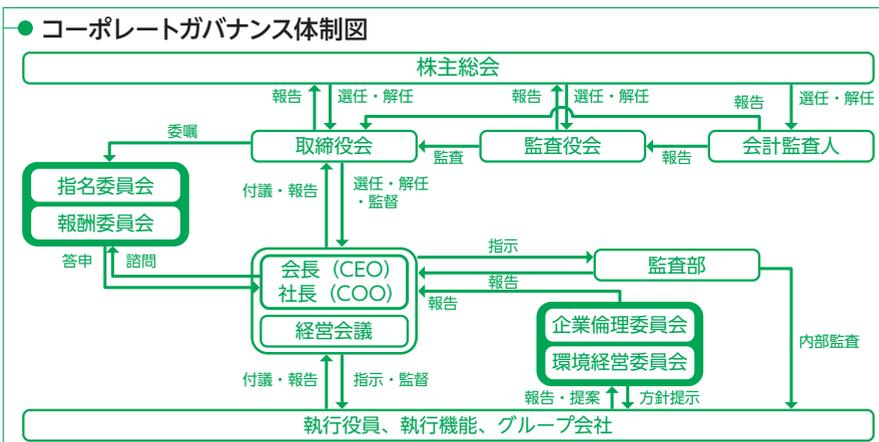 コーポレートガバナンス体制図
株主総会
報告
選任・解任
報告
選任・解任
報告
選任・解任
委嘱
取締役会
監査
監査役会
報告
会計監査人
指名委員会
報酬委員会
付議・報告
選任・解任
・監督
答申
諮問
会長（CEO）
社長（COO）
経営会議
指示
報告
報告
監査部
企業倫理委員会
環境経営委員会
内部監査
付議・報告
指示・監督
報告・提案
方針提示
執行役員、執行機能、グループ会社